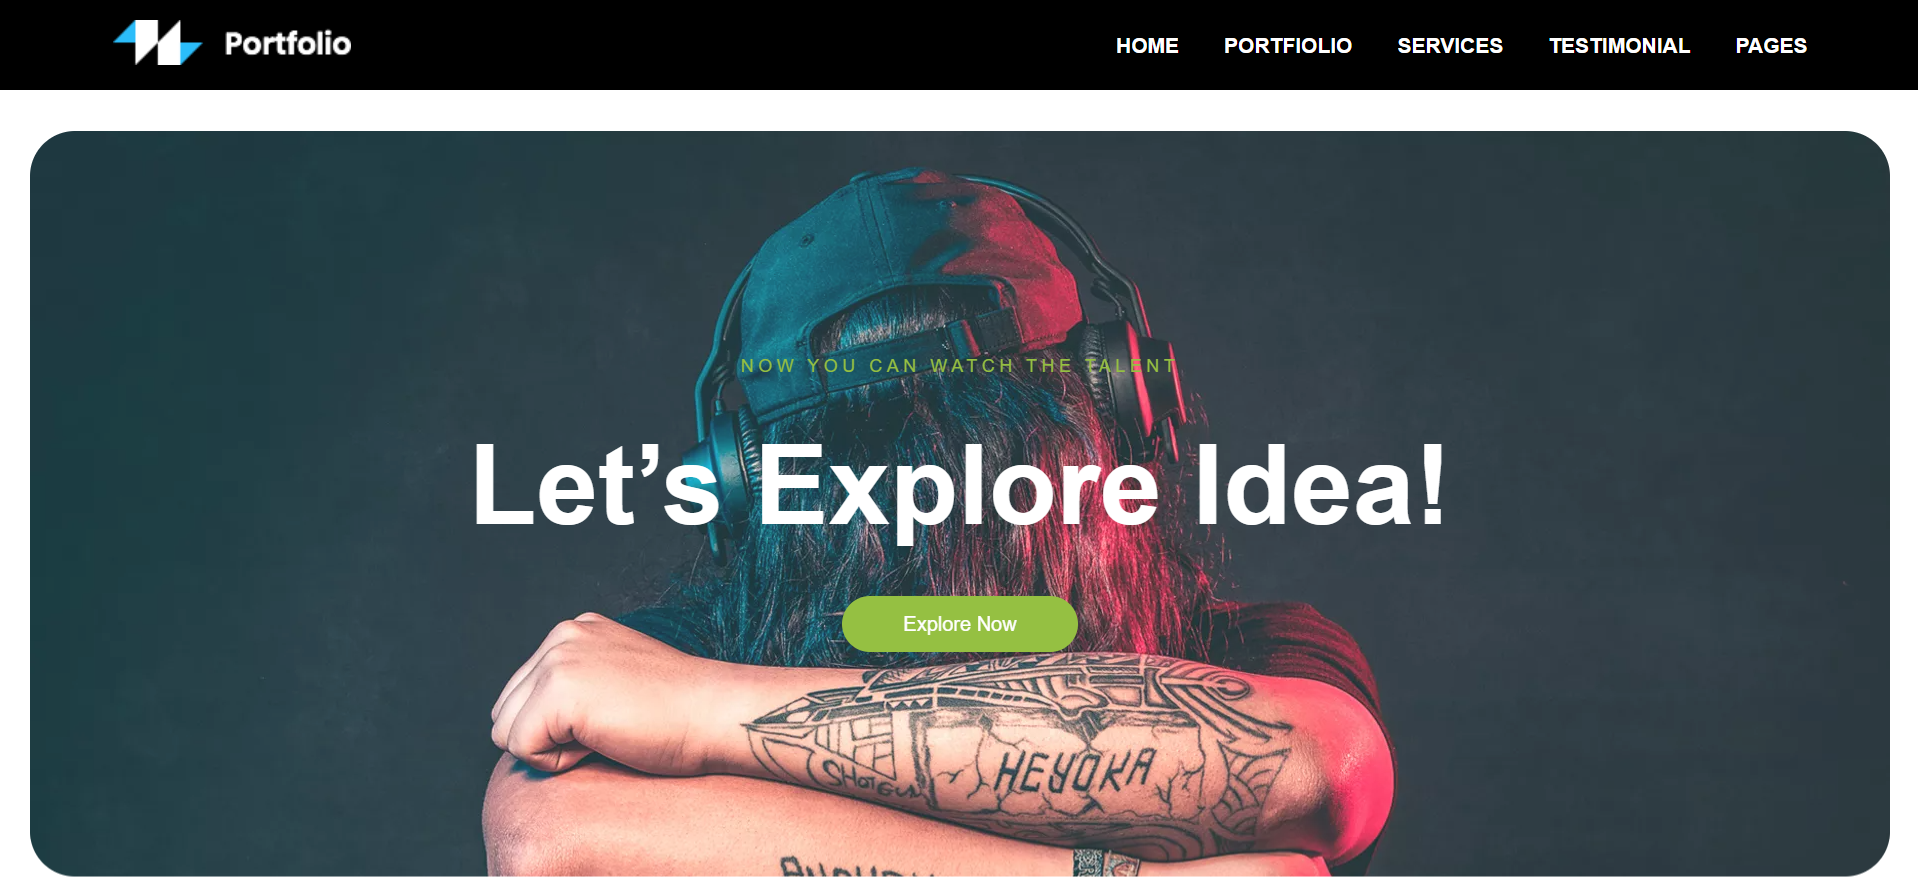 Portfolio
HOME PORTFIOLIO SERVICES TESTIMONIAL PAGES
NOW YOU CAN WATCH THE TALENT
Let’s Explore Idea!
Explore Now
SHOTGUN
HEYOKA